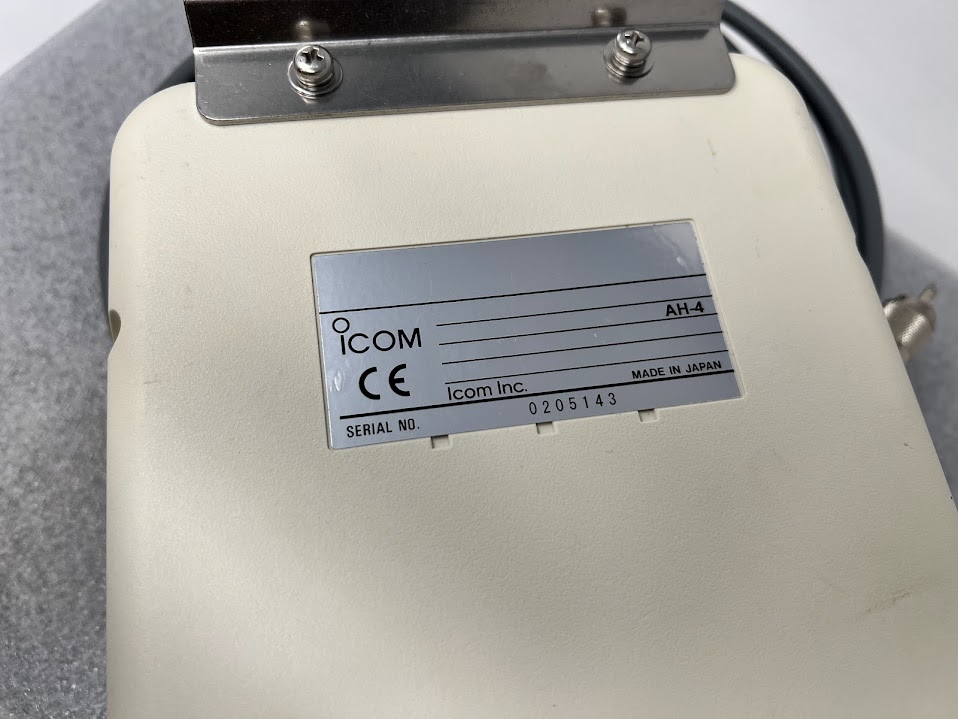 AH-4
ICOM
CE
Icom Inc. MADE IN JAPAN
SERIAL NO. 0205143